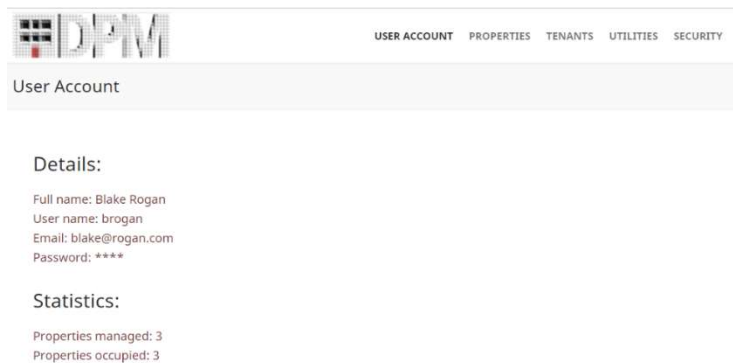 DPM
USER ACCOUNT PROPERTIES TENANTS UTILITIES SECURITY
User Account
Details:
Full name: Blake Rogan
User name: brogan
Email: blake@rogan.com
Password: ****
Statistics:
Properties managed: 3
Properties occupied: 3